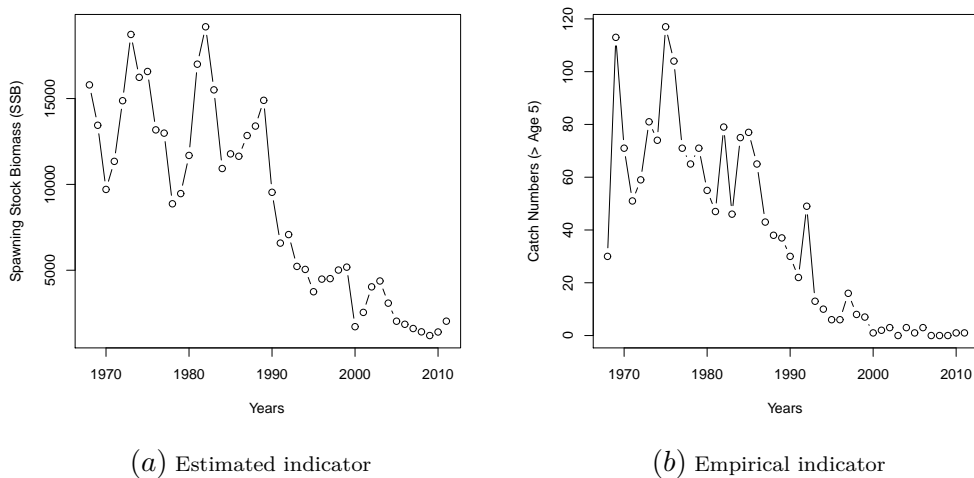 Spawning Stock Biomass (SSB)
15000
10000
5000
1970 1980 1990 2000 2010
Years
(a) Estimated indicator
Catch Numbers (> Age 5)
120
100
80
60
40
20
0
1970 1980 1990 2000 2010
Years
(b) Empirical indicator